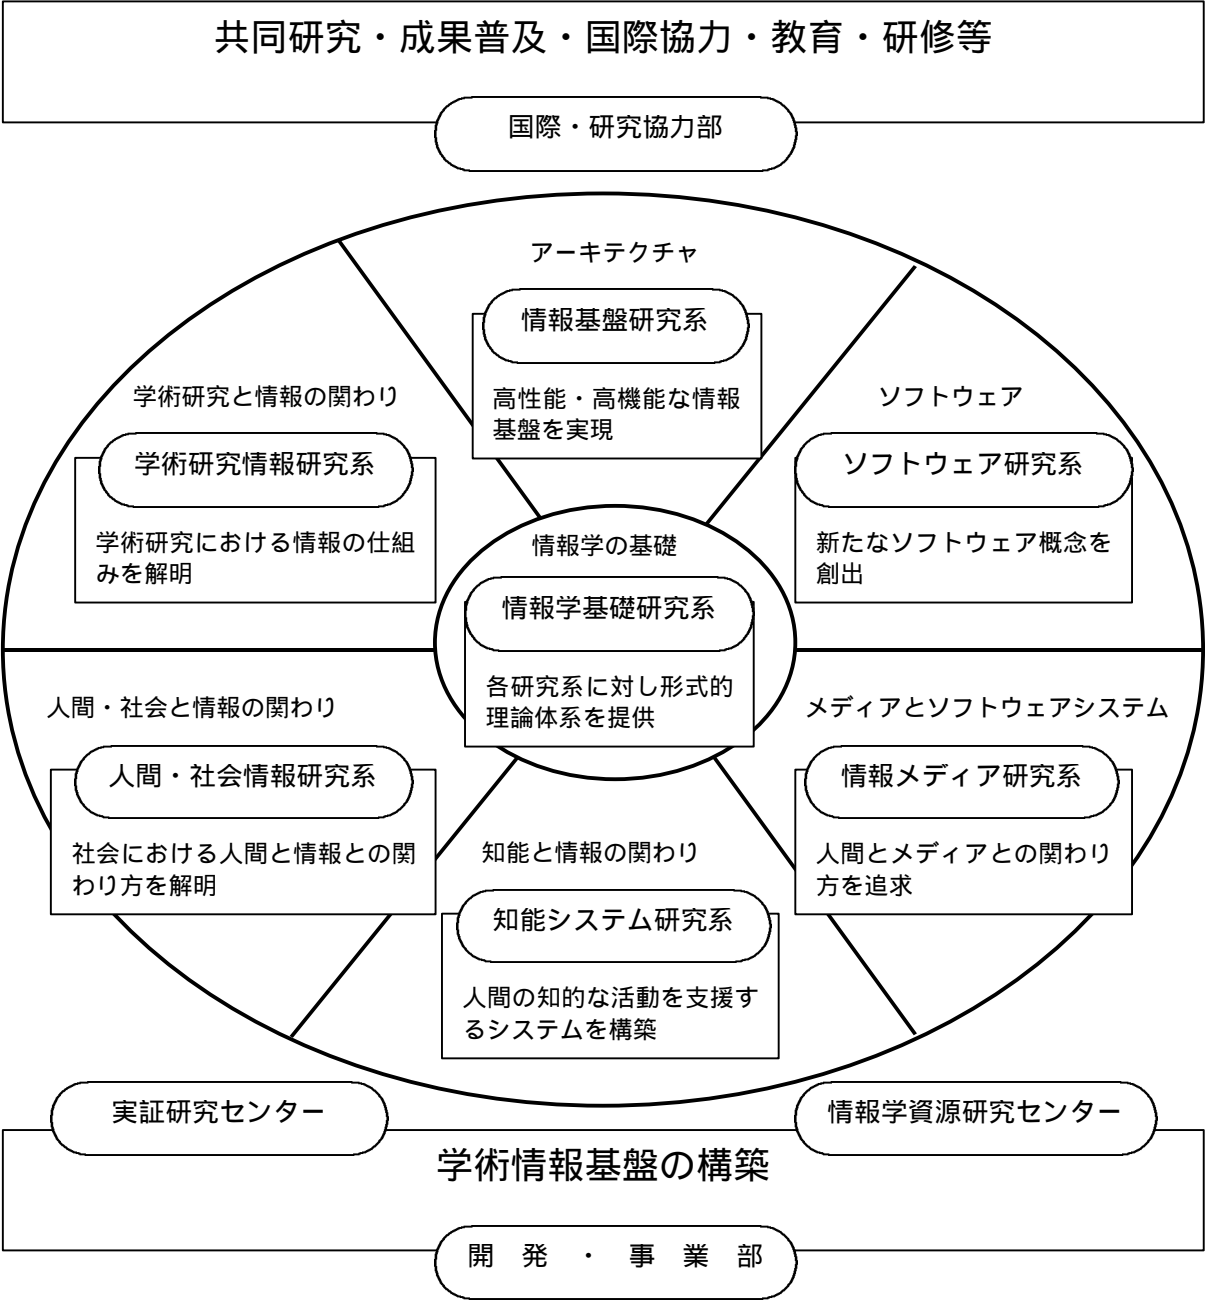 共同研究・成果普及・国際協力・教育・研修等
国際・研究協力部
アーキテクチャ
情報基盤研究系
高性能・高機能な情報
基盤を実現
学術研究と情報の関わり
学術研究情報研究系
学術研究における情報の仕組
みを解明
ソフトウェア
ソフトウェア研究系
新たなソフトウェア概念を
創出
情報学の基礎
情報学基礎研究系
各研究系に対し形式的
理論体系を提供
人間・社会と情報の関わり
人間・社会情報研究系
社会における人間と情報との関
わり方を解明
メディアとソフトウェアシステム
情報メディア研究系
人間とメディアとの関わり
方を追求
知能と情報の関わり
知能システム研究系
人間の知的な活動を支援す
るシステムを構築
実証研究センター
情報学資源研究センター
学術情報基盤の構築
開　発　・　事　業　部